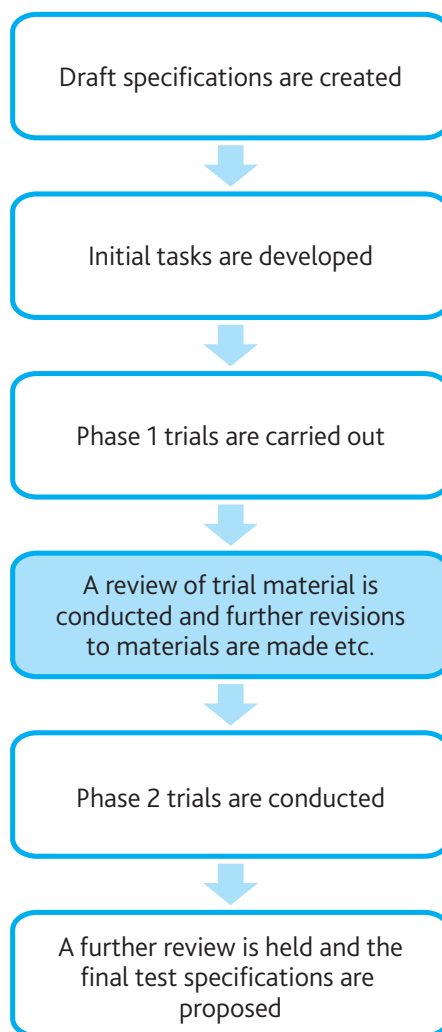 Draft specifications are created
Initial tasks are developed
Phase 1 trials are carried out
A review of trial material is
conducted and further revisions
to materials are made etc.
Phase 2 trials are conducted
A further review is held and the
final test specifications are
proposed